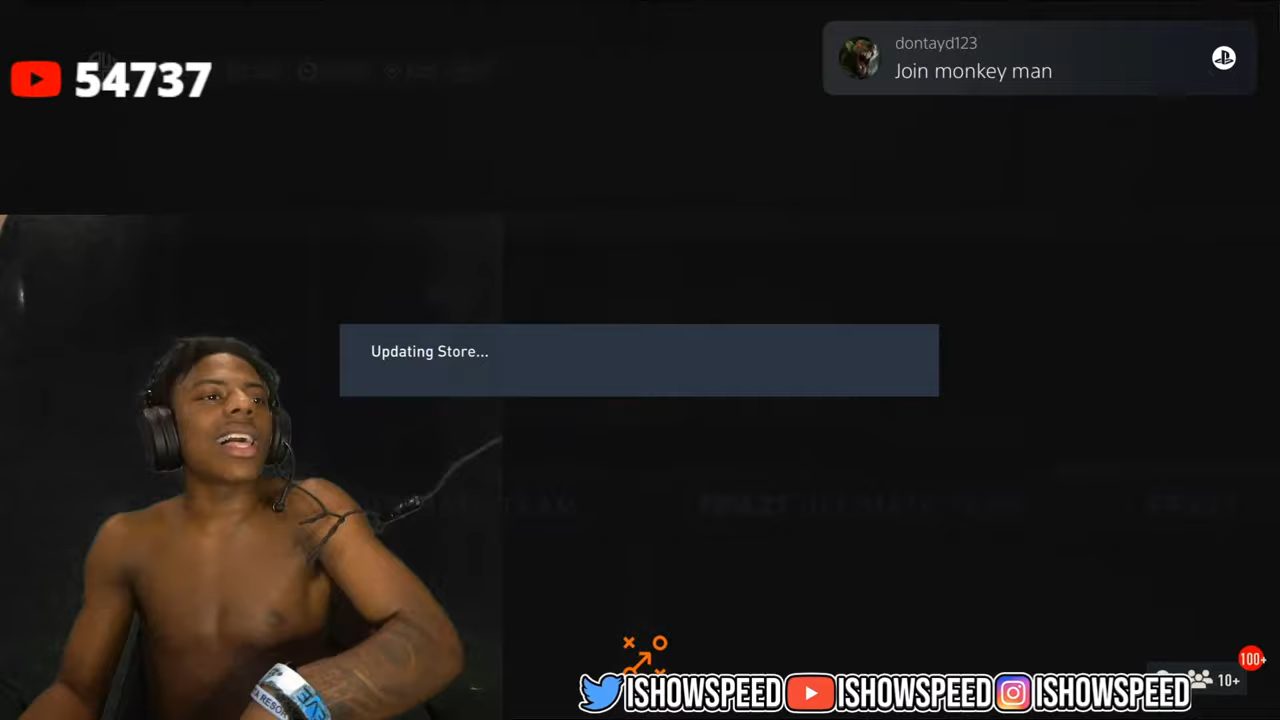 dontayd123
Join monkey man
54737
Updating Store...
100+
10+
ISHOWSPEED ISHOWSPEED ISHOWSPEED